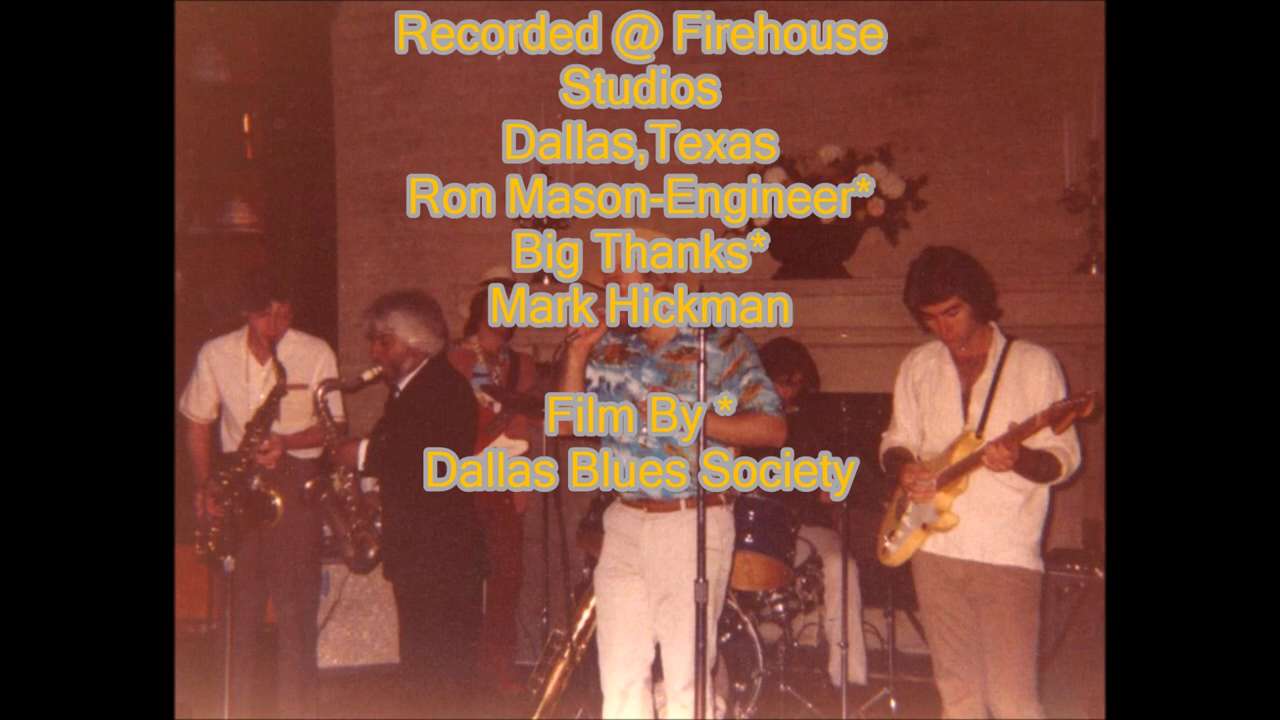 Recorded @ Firehouse
Studios
Dallas,Texas
Ron Mason-Engineer*
Big Thanks*
Mark Hickman
Film By *
Dallas Blues Society